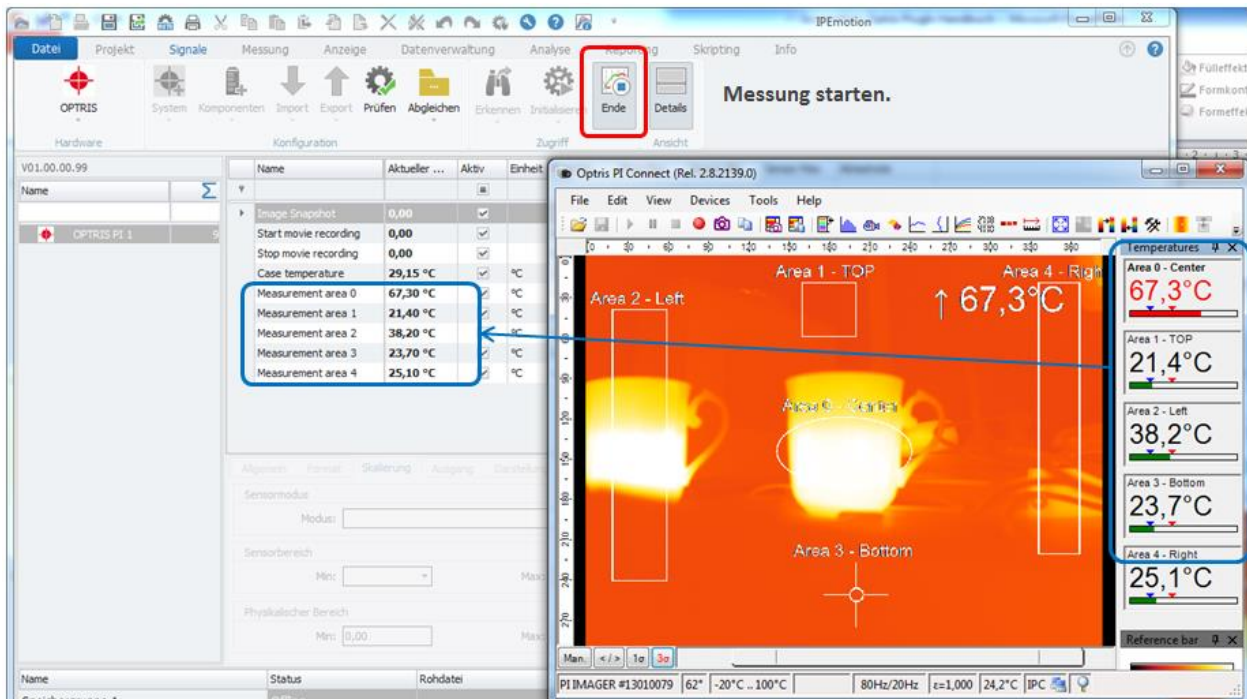 IPEmotion
Datei Projekt Signale Messung Anzeige Datenverwaltung Analyse Reporting Skripting Info
OPTRIS System Komponenten Import Export Prüfen Abgleichen Erkennen Initialisieren Ende Details
Messung starten.
Hardware Konfiguration Zugriff Ansicht
Fülleffekt
Formkont
Formeffel
V01.00.00.99
Name
OPTRIS PI 1 9
Name Aktueller ... Aktiv Einheit
Image Snapshot 0,00
Start movie recording 0,00
Stop movie recording 0,00
Case temperature 29,15 °C °C
Measurement area 0 67,30 °C °C
Measurement area 1 21,40 °C °C
Measurement area 2 38,20 °C °C
Measurement area 3 23,70 °C °C
Measurement area 4 25,10 °C °C
Allgemein Format Skalierung Ausgang
Sensormodus
Modus:
Sensorbereich
Min: Max:
Physikalischer Bereich
Min: 0,00 Max:
Name Status Rohdatei
Optris PI Connect (Rel. 2.8.2139.0)
File Edit View Devices Tools Help
Area 1 - TOP
Area 4 - Righ
Area 2 - Left
↑ 67,3°C
Area 0 - Center
Area 3 - Bottom
Temperatures
Area 0 - Center
67,3°C
Area 1 - TOP
21,4°C
Area 2 - Left
38,2°C
Area 3 - Bottom
23,7°C
Area 4 - Right
25,1°C
Reference bar
Man. </> 1σ 3σ
PI IMAGER #13010079 62° -20°C .. 100°C 80Hz/20Hz ε=1,000 24,2°C IPC